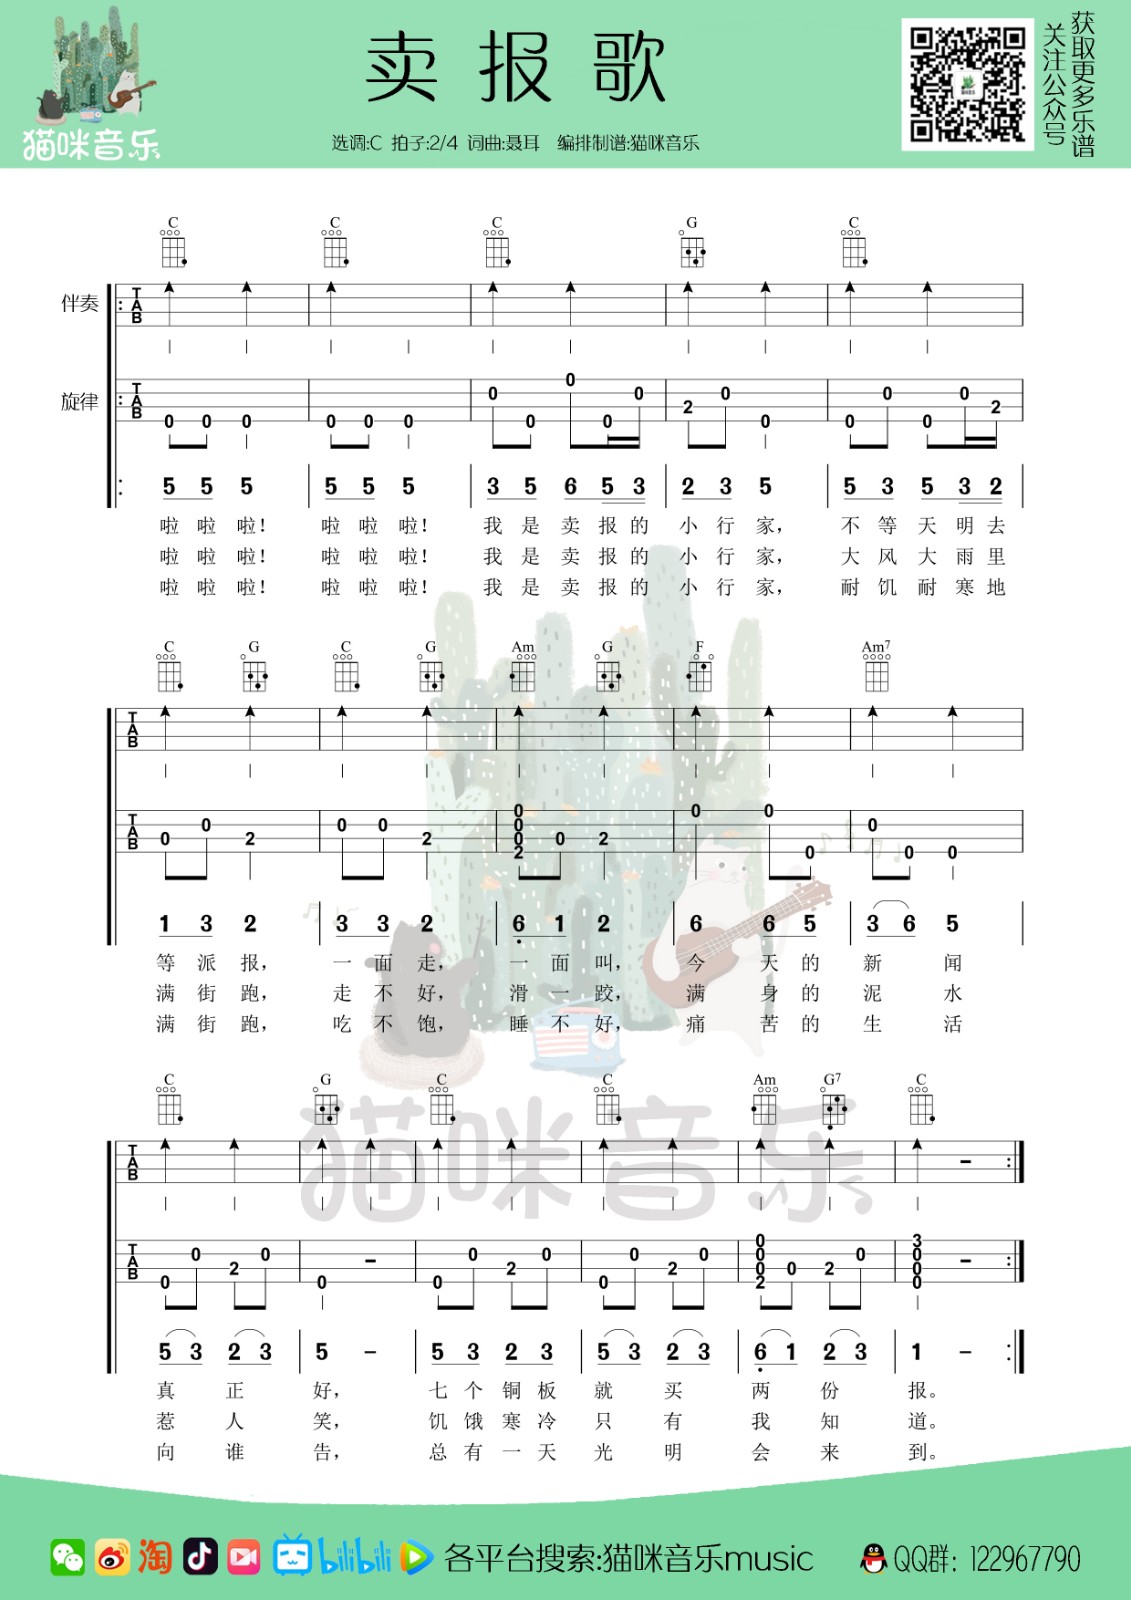 猫咪音乐
卖报歌
选调:C 拍子:2/4 词曲:聂耳 编排制谱:猫咪音乐
获取更多乐谱
关注公众号
C C C G C
伴奏 TAB
旋律 TAB
0 0 0 0 0 0 0 0 0 0 0 2 0 0 0 0 0 0 2
5 5 5 5 5 5 3 5 6 5 3 2 3 5 5 3 5 3 2
啦 啦 啦! 啦 啦 啦! 我 是 卖 报 的 小 行 家, 不 等 天 明 去
啦 啦 啦! 啦 啦 啦! 我 是 卖 报 的 小 行 家, 大 风 大 雨 里
啦 啦 啦! 啦 啦 啦! 我 是 卖 报 的 小 行 家, 耐 饥 耐 寒 地
C G C G Am G F Am7
TAB
TAB
0 0 2 0 0 2 0 0 0 2 0 2 0 0 0 0 0 0
1 3 2 3 3 2 6 1 2 6 6 5 3 6 5
等 派 报, 一 面 走, 一 面 叫, 今 天 的 新 闻
满 街 跑, 走 不 好, 滑 一 跤, 满 身 的 泥 水
满 街 跑, 吃 不 饱, 睡 不 好, 痛 苦 的 生 活
C G C C Am G7 C
TAB –
TAB
0 0 2 0 0 – 0 0 2 0 0 0 2 0 0 0 0 2 0 2 0 3 0 0 0 –
5 3 2 3 5 – 5 3 2 3 5 3 2 3 6 1 2 3 1 –
真 正 好, 七 个 铜 板 就 买 两 份 报。
惹 人 笑, 饥 饿 寒 冷 只 有 我 知 道。
向 谁 告, 总 有 一 天 光 明 会 来 到。
猫咪音乐
淘 bilibili 各平台搜索:猫咪音乐music QQ群: 122967790